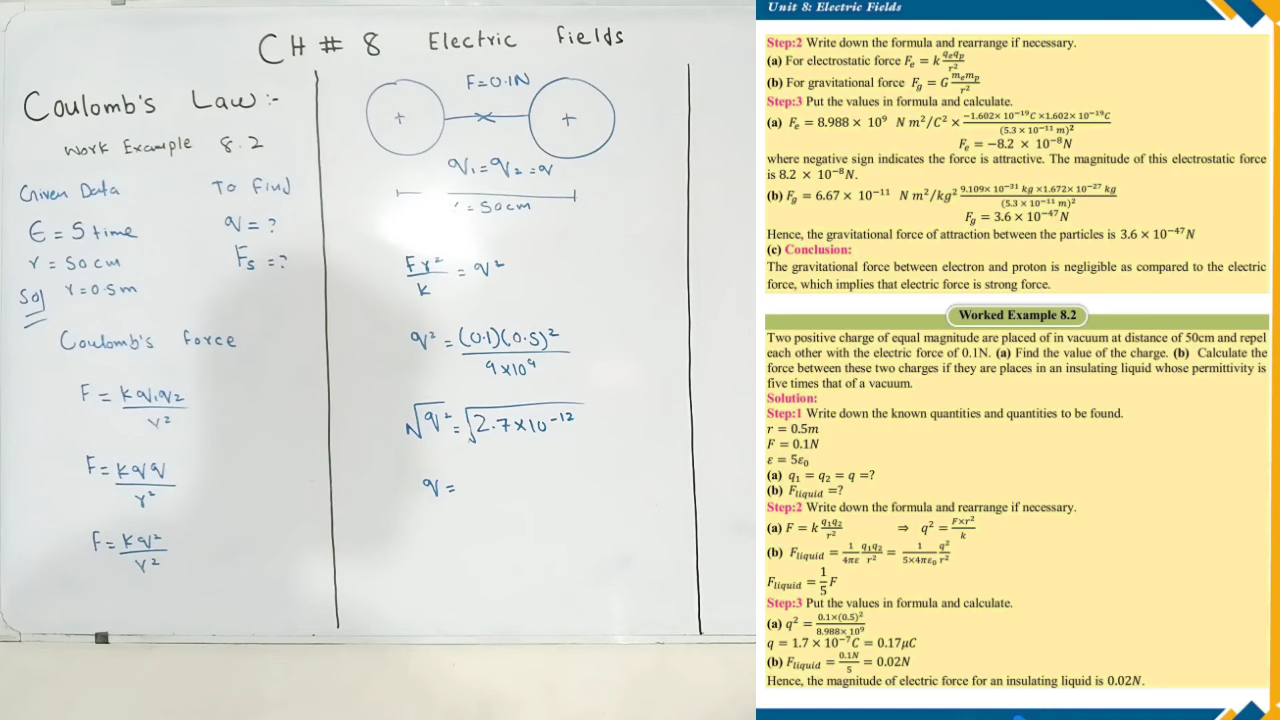 CH # 8 Electric fields
Coulomb's Law :-
Work Example 8.2
Given Data To find
ϵ = 5 time q = ?
r = 50 cm Fs = ?
Sol r = 0.5m
Coulomb's force
F = kq1q2/r²
F = kqq/r²
F = kq²/r²
F=0.1N
+ +
q1 = q2 = q
r = 50cm
Fr²/k = q²
q² = (0.1)(0.5)²/9×10⁹
√q² = √2.7×10⁻¹²
q =
Unit 8: Electric Fields
Step:2 Write down the formula and rearrange if necessary.
(a) For electrostatic force Fe = k qeqp/r²
(b) For gravitational force Fg = G memp/r²
Step:3 Put the values in formula and calculate.
(a) Fe = 8.988 × 10⁹ N m²/C² × −1.602× 10⁻¹⁹C ×1.602× 10⁻¹⁹C/(5.3 × 10⁻¹¹ m)²
Fe = −8.2 × 10⁻⁸N
where negative sign indicates the force is attractive. The magnitude of this electrostatic force
is 8.2 × 10⁻⁸N.
(b) Fg = 6.67 × 10⁻¹¹ N m²/kg² 9.109× 10⁻³¹ kg ×1.672× 10⁻²⁷ kg/(5.3 × 10⁻¹¹ m)²
Fg = 3.6 × 10⁻⁴⁷N
Hence, the gravitational force of attraction between the particles is 3.6 × 10⁻⁴⁷N
(c) Conclusion:
The gravitational force between electron and proton is negligible as compared to the electric
force, which implies that electric force is strong force.
Worked Example 8.2
Two positive charge of equal magnitude are placed of in vacuum at distance of 50cm and repel
each other with the electric force of 0.1N. (a) Find the value of the charge. (b) Calculate the
force between these two charges if they are places in an insulating liquid whose permittivity is
five times that of a vacuum.
Solution:
Step:1 Write down the known quantities and quantities to be found.
r = 0.5m
F = 0.1N
ε = 5ε₀
(a) q₁ = q₂ = q =?
(b) Fliquid =?
Step:2 Write down the formula and rearrange if necessary.
(a) F = k q₁q₂/r² ⇒ q² = F×r²/k
(b) Fliquid = 1/4πε q₁q₂/r² = 1/5×4πε₀ q²/r²
Fliquid = 1/5 F
Step:3 Put the values in formula and calculate.
(a) q² = 0.1×(0.5)²/8.988× 10⁹
q = 1.7 × 10⁻⁷C = 0.17μC
(b) Fliquid = 0.1N/5 = 0.02N
Hence, the magnitude of electric force for an insulating liquid is 0.02N.